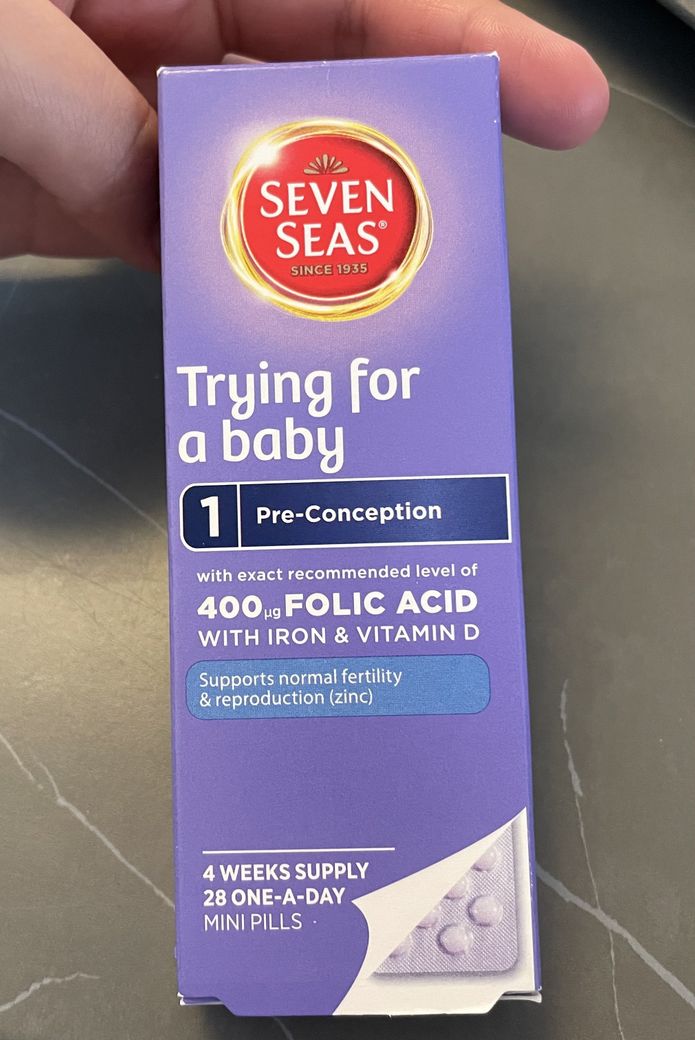 SEVEN
SEAS®
SINCE 1935
Trying for
a baby
1 Pre-Conception
with exact recommended level of
400µg FOLIC ACID
WITH IRON & VITAMIN D
Supports normal fertility
& reproduction (zinc)
4 WEEKS SUPPLY
28 ONE-A-DAY
MINI PILLS